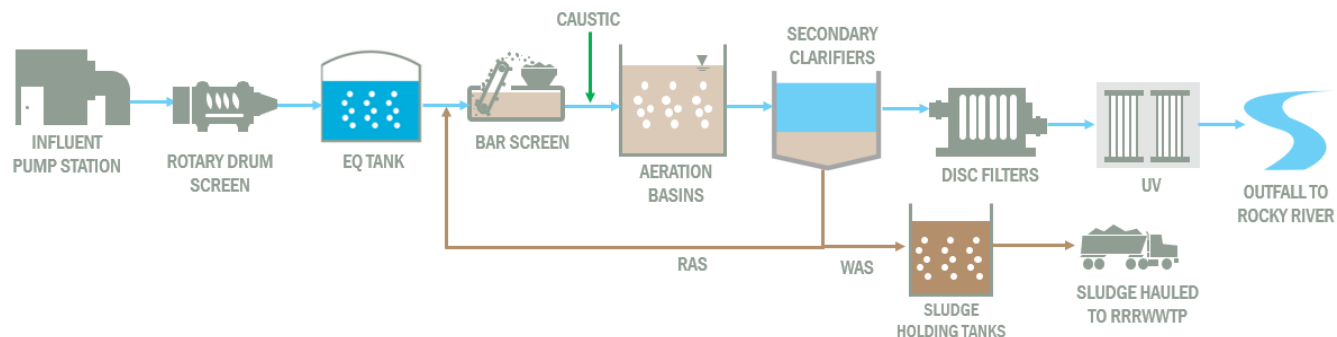 CAUSTIC
SECONDARY
CLARIFIERS
INFLUENT
PUMP STATION
ROTARY DRUM
SCREEN
EQ TANK
BAR SCREEN
AERATION
BASINS
DISC FILTERS
UV
OUTFALL TO
ROCKY RIVER
RAS
WAS
SLUDGE
HOLDING TANKS
SLUDGE HAULED
TO RRRWWTP